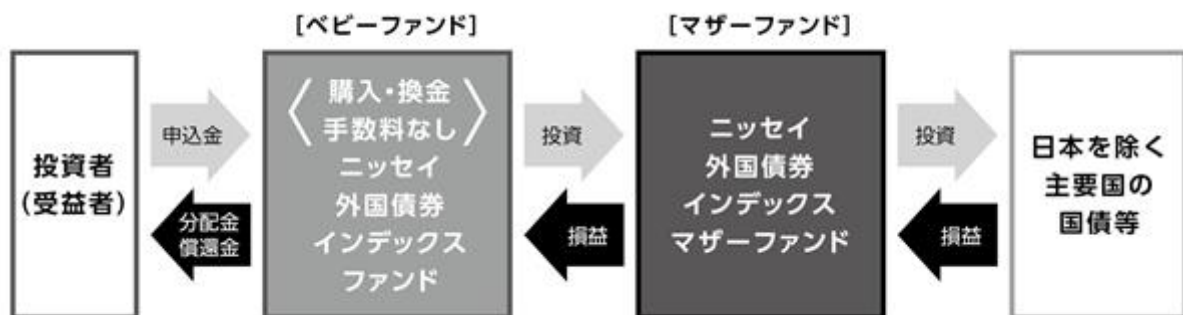 [ベビーファンド]
[マザーファンド]
投資者
(受益者)
申込金
分配金
償還金
〈購入・換金
手数料なし〉
ニッセイ
外国債券
インデックス
ファンド
投資
損益
ニッセイ
外国債券
インデックス
マザーファンド
投資
損益
日本を除く
主要国の
国債等